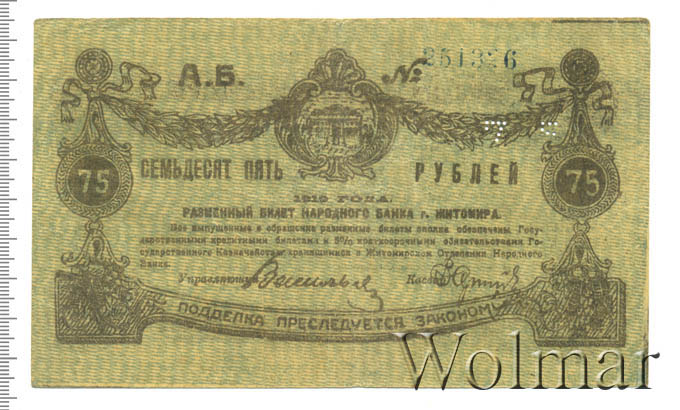 А.Б. № 251326
75 СЕМЬДЕСЯТ ПЯТЬ РУБЛЕЙ 75
1919 ГОДА.
РАЗМЕННЫЙ БИЛЕТ НАРОДНОГО БАНКА г. ЖИТОМИРА.
Все выпущенные в обращение разменные билеты вполне обеспечены Госу-
дарственными кредитными билетами и 5% краткосрочными обязательствами Го-
сударственного Казначейства хранящимися в Житомирском Отделении Народного
Банка.
Управляющий Кассир
ПОДДЕЛКА ПРЕСЛЕДУЕТСЯ ЗАКОНОМ
Wolmar